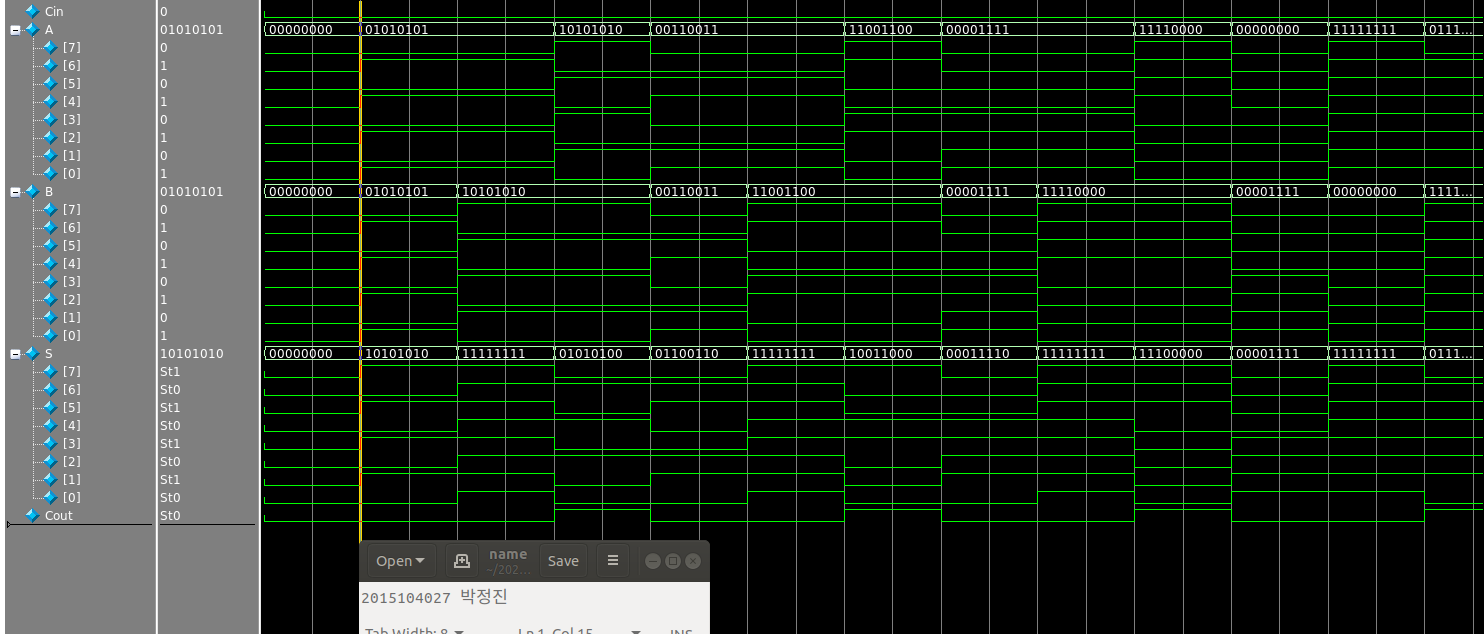 Cin 0
A 01010101 00000000 01010101 10101010 00110011 11001100 00001111 11110000 00000000 11111111 0111...
[7] 0
[6] 1
[5] 0
[4] 1
[3] 0
[2] 1
[1] 0
[0] 1
B 01010101 00000000 01010101 10101010 00110011 11001100 00001111 11110000 00001111 00000000 1111...
[7] 0
[6] 1
[5] 0
[4] 1
[3] 0
[2] 1
[1] 0
[0] 1
S 10101010 00000000 10101010 11111111 01010100 01100110 11111111 10011000 00011110 11111111 11100000 00001111 11111111 0111...
[7] St1
[6] St0
[5] St1
[4] St0
[3] St1
[2] St0
[1] St1
[0] St0
Cout St0
Open name Save
~/202...
2015104027 박정진
Tab Width: 8 Ln 1, Col 15 INS